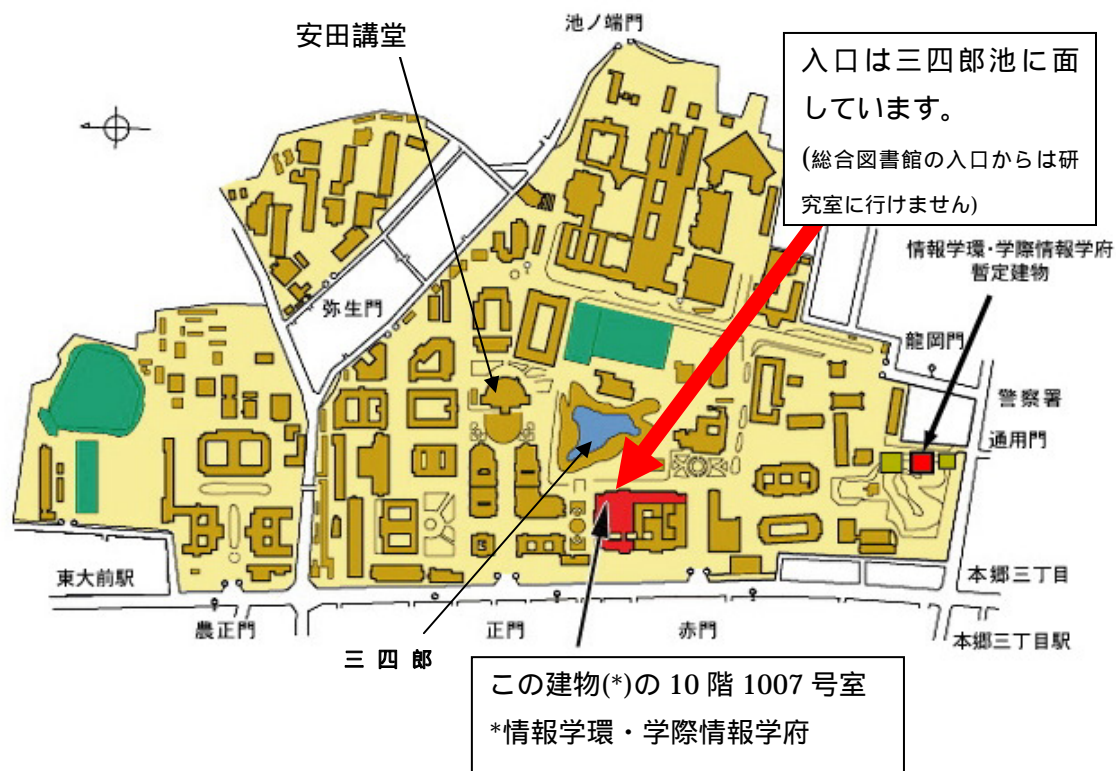 池ノ端門
安田講堂
入口は三四郎池に面
しています。
(総合図書館の入口からは研
究室に行けません)
情報学環・学際情報学府
暫定建物
弥生門
龍岡門
警察署
通用門
東大前駅
本郷三丁目
農正門
正門
赤門
本郷三丁目駅
三 四 郎
この建物(*)の 10 階 1007 号室
*情報学環・学際情報学府